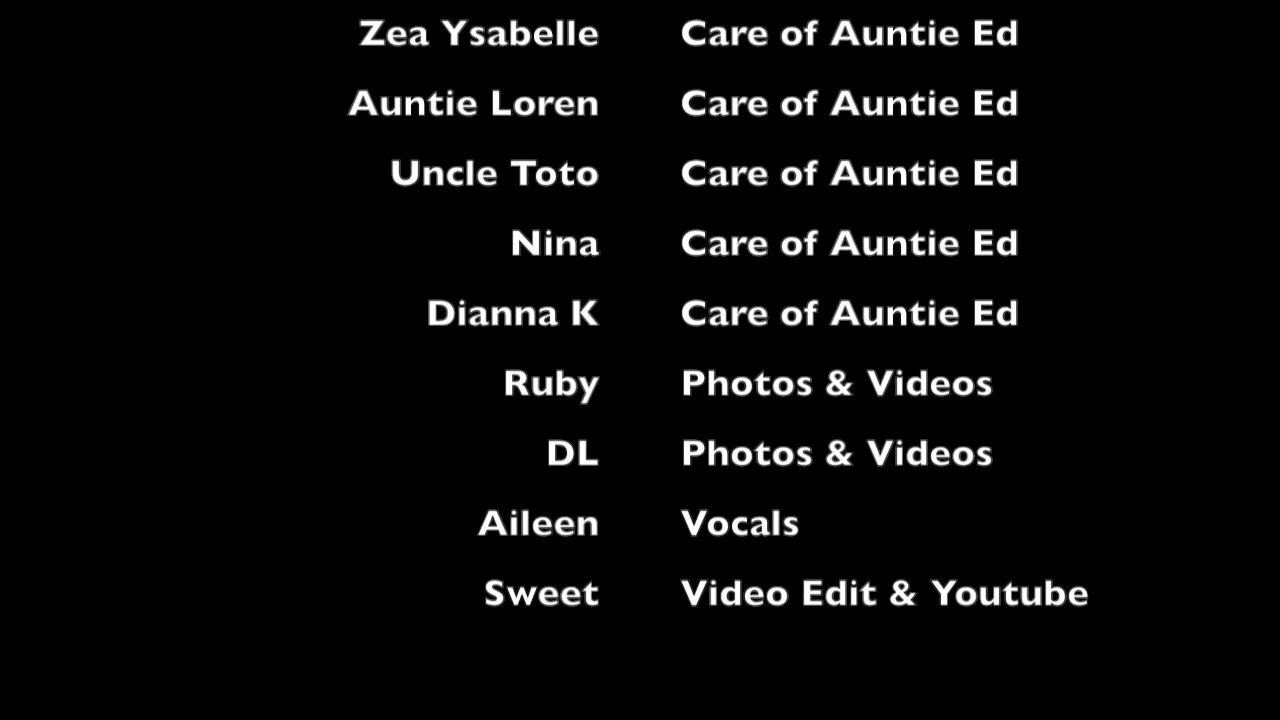 Zea Ysabelle Care of Auntie Ed
Auntie Loren Care of Auntie Ed
Uncle Toto Care of Auntie Ed
Nina Care of Auntie Ed
Dianna K Care of Auntie Ed
Ruby Photos & Videos
DL Photos & Videos
Aileen Vocals
Sweet Video Edit & Youtube